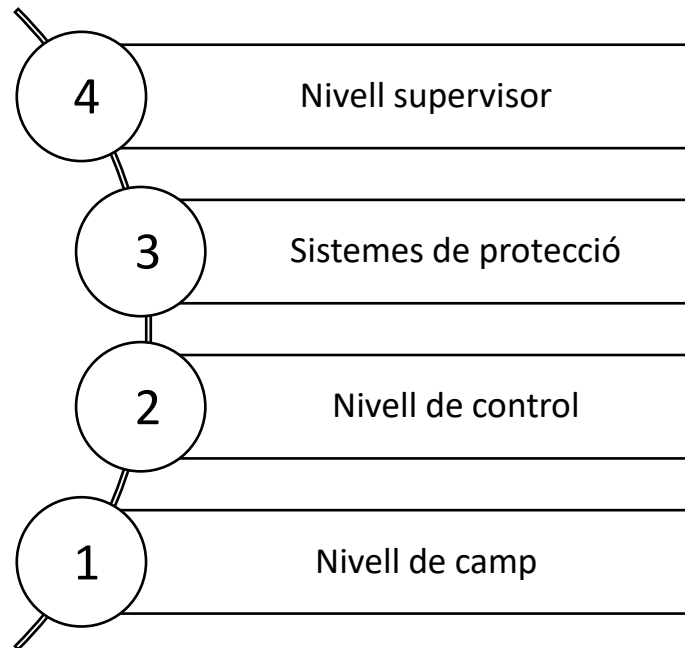 4
Nivell supervisor
3
Sistemes de protecció
2
Nivell de control
1
Nivell de camp